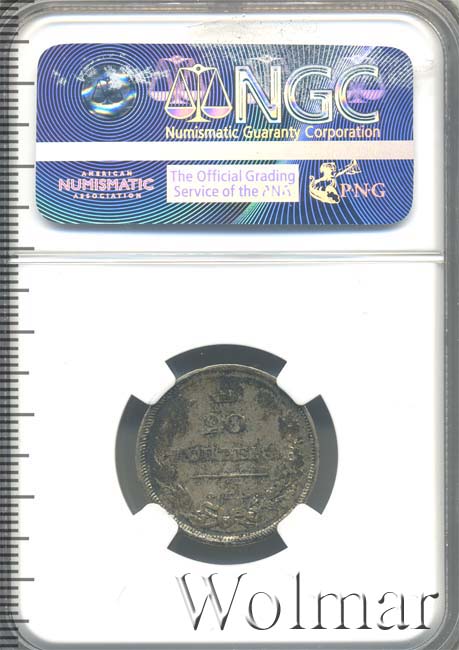 NGC
Numismatic Guaranty Corporation
AMERICAN
NUMISMATIC
ASSOCIATION
The Official Grading
Service of the ANA
PNG
20
Wolmar